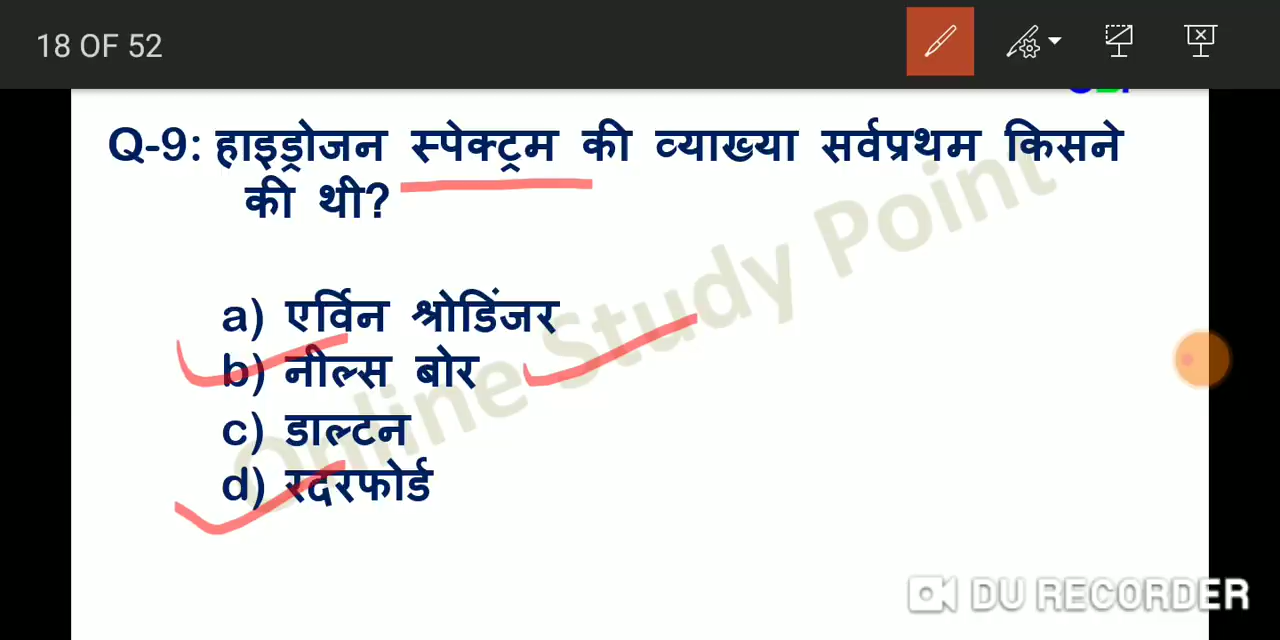 18 OF 52
Q-9: हाइड्रोजन स्पेक्ट्रम की व्याख्या सर्वप्रथम किसने
की थी?
a) एर्विन श्रोडिंजर
b) नील्स बोर
c) डाल्टन
d) रदरफोर्ड
Online Study Point
DU RECORDER